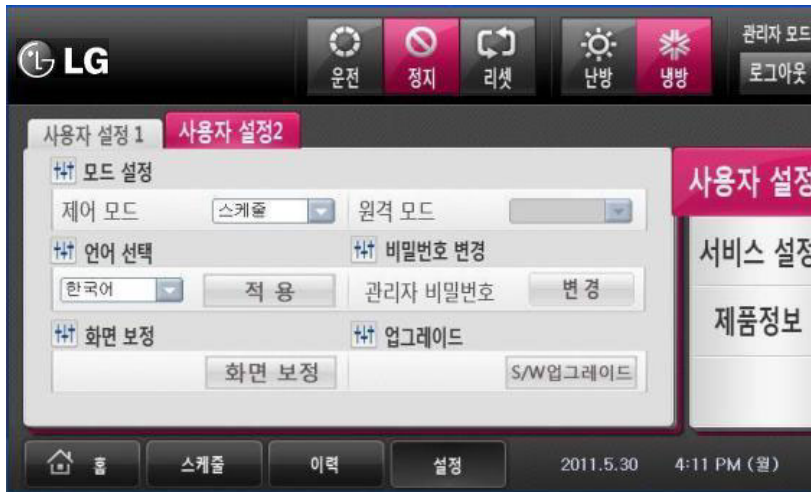 LG
운전 정지 리셋 난방 냉방
관리자 모드
로그아웃
사용자 설정 1 사용자 설정2
모드 설정
제어 모드 스케줄 원격 모드
언어 선택 비밀번호 변경
한국어 적 용 관리자 비밀번호 변 경
화면 보정 업그레이드
화면 보정 S/W업그레이드
사용자 설정
서비스 설정
제품정보
홈 스케줄 이력 설정 2011.5.30 4:11 PM (월)